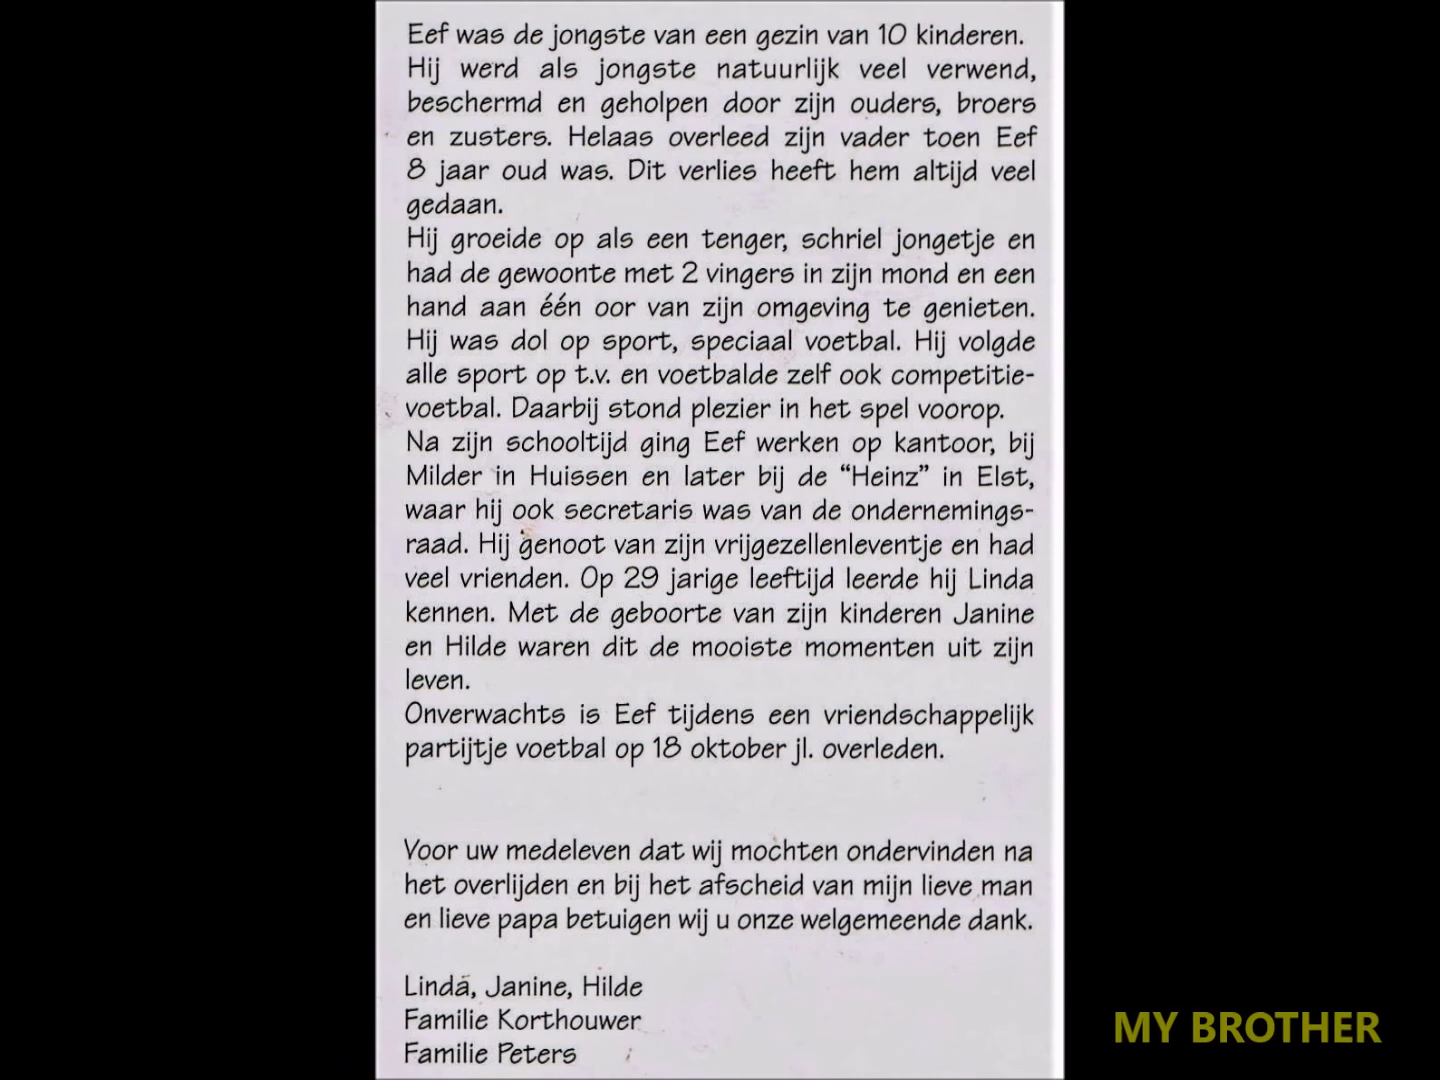 Eef was de jongste van een gezin van 10 kinderen.
Hij werd als jongste natuurlijk veel verwend,
beschermd en geholpen door zijn ouders, broers
en zusters. Helaas overleed zijn vader toen Eef
8 jaar oud was. Dit verlies heeft hem altijd veel
gedaan.
Hij groeide op als een tenger, schriel jongetje en
had de gewoonte met 2 vingers in zijn mond en een
hand aan één oor van zijn omgeving te genieten.
Hij was dol op sport, speciaal voetbal. Hij volgde
alle sport op t.v. en voetbalde zelf ook competitie-
voetbal. Daarbij stond plezier in het spel voorop.
Na zijn schooltijd ging Eef werken op kantoor, bij
Milder in Huissen en later bij de “Heinz” in Elst,
waar hij ook secretaris was van de ondernemings-
raad. Hij genoot van zijn vrijgezellenleventje en had
veel vrienden. Op 29 jarige leeftijd leerde hij Linda
kennen. Met de geboorte van zijn kinderen Janine
en Hilde waren dit de mooiste momenten uit zijn
leven.
Onverwachts is Eef tijdens een vriendschappelijk
partijtje voetbal op 18 oktober jl. overleden.
Voor uw medeleven dat wij mochten ondervinden na
het overlijden en bij het afscheid van mijn lieve man
en lieve papa betuigen wij u onze welgemeende dank.
Linda, Janine, Hilde
Familie Korthouwer
Familie Peters
MY BROTHER